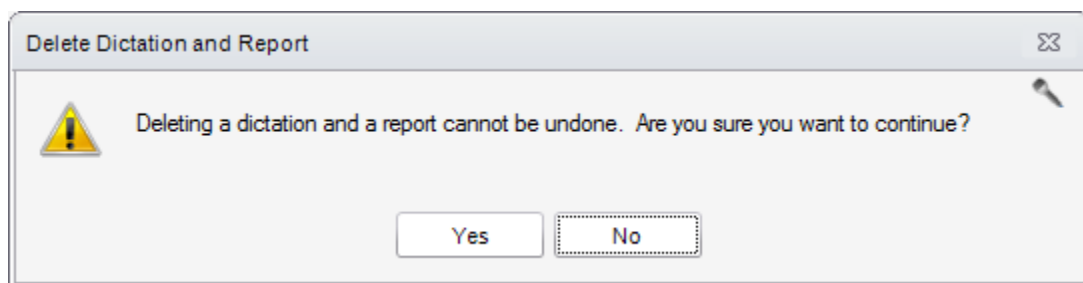 Delete Dictation and Report
Deleting a dictation and a report cannot be undone.  Are you sure you want to continue?
Yes
No